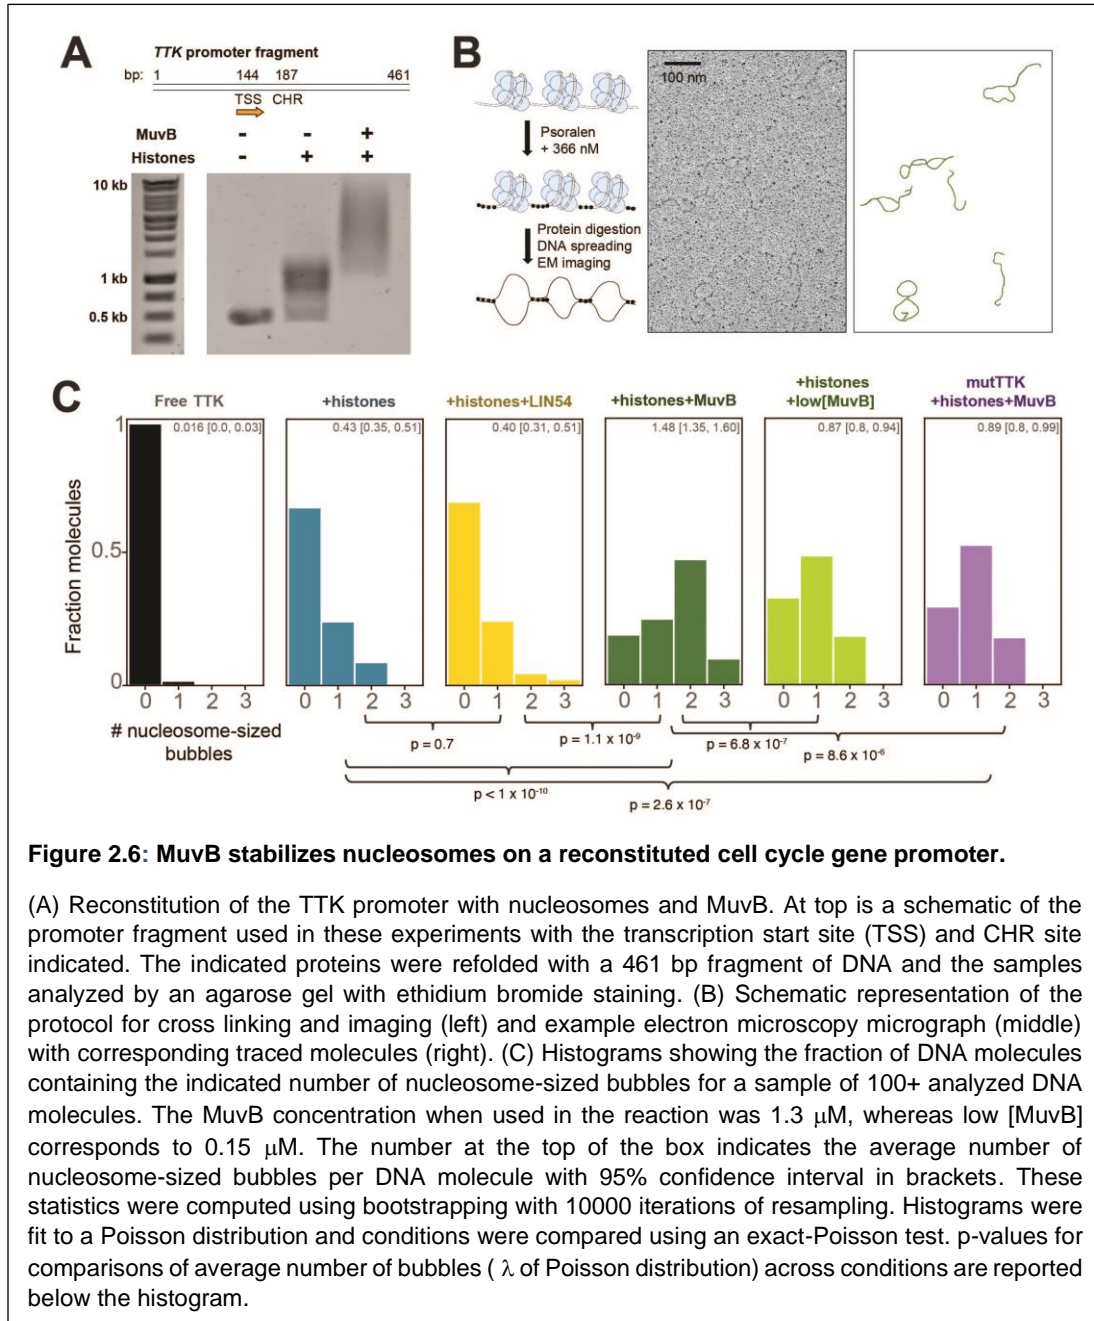 A
TTK promoter fragment
bp: 1 144 187 461
TSS CHR
MuvB - - +
Histones - + +
10 kb
1 kb
0.5 kb
B
Psoralen
+ 366 nM
Protein digestion
DNA spreading
EM imaging
100 nm
C
Free TTK
+histones
+histones+LIN54
+histones+MuvB
+histones
+low[MuvB]
mutTTK
+histones+MuvB
0.016 [0.0, 0.03]
0.43 [0.35, 0.51]
0.40 [0.31, 0.51]
1.48 [1.35, 1.60]
0.87 [0.8, 0.94]
0.89 [0.8, 0.99]
Fraction molecules
1
0.5
0
0 1 2 3
0 1 2 3
0 1 2 3
0 1 2 3
0 1 2 3
0 1 2 3
# nucleosome-sized
bubbles
p = 0.7
p = 1.1 x 10⁻⁹
p = 6.8 x 10⁻⁷
p = 8.6 x 10⁻⁶
p < 1 x 10⁻¹⁰
p = 2.6 x 10⁻⁷
Figure 2.6: MuvB stabilizes nucleosomes on a reconstituted cell cycle gene promoter.
(A) Reconstitution of the TTK promoter with nucleosomes and MuvB. At top is a schematic of the
promoter fragment used in these experiments with the transcription start site (TSS) and CHR site
indicated. The indicated proteins were refolded with a 461 bp fragment of DNA and the samples
analyzed by an agarose gel with ethidium bromide staining. (B) Schematic representation of the
protocol for cross linking and imaging (left) and example electron microscopy micrograph (middle)
with corresponding traced molecules (right). (C) Histograms showing the fraction of DNA molecules
containing the indicated number of nucleosome-sized bubbles for a sample of 100+ analyzed DNA
molecules. The MuvB concentration when used in the reaction was 1.3 μM, whereas low [MuvB]
corresponds to 0.15 μM. The number at the top of the box indicates the average number of
nucleosome-sized bubbles per DNA molecule with 95% confidence interval in brackets. These
statistics were computed using bootstrapping with 10000 iterations of resampling. Histograms were
fit to a Poisson distribution and conditions were compared using an exact-Poisson test. p-values for
comparisons of average number of bubbles ( λ of Poisson distribution) across conditions are reported
below the histogram.